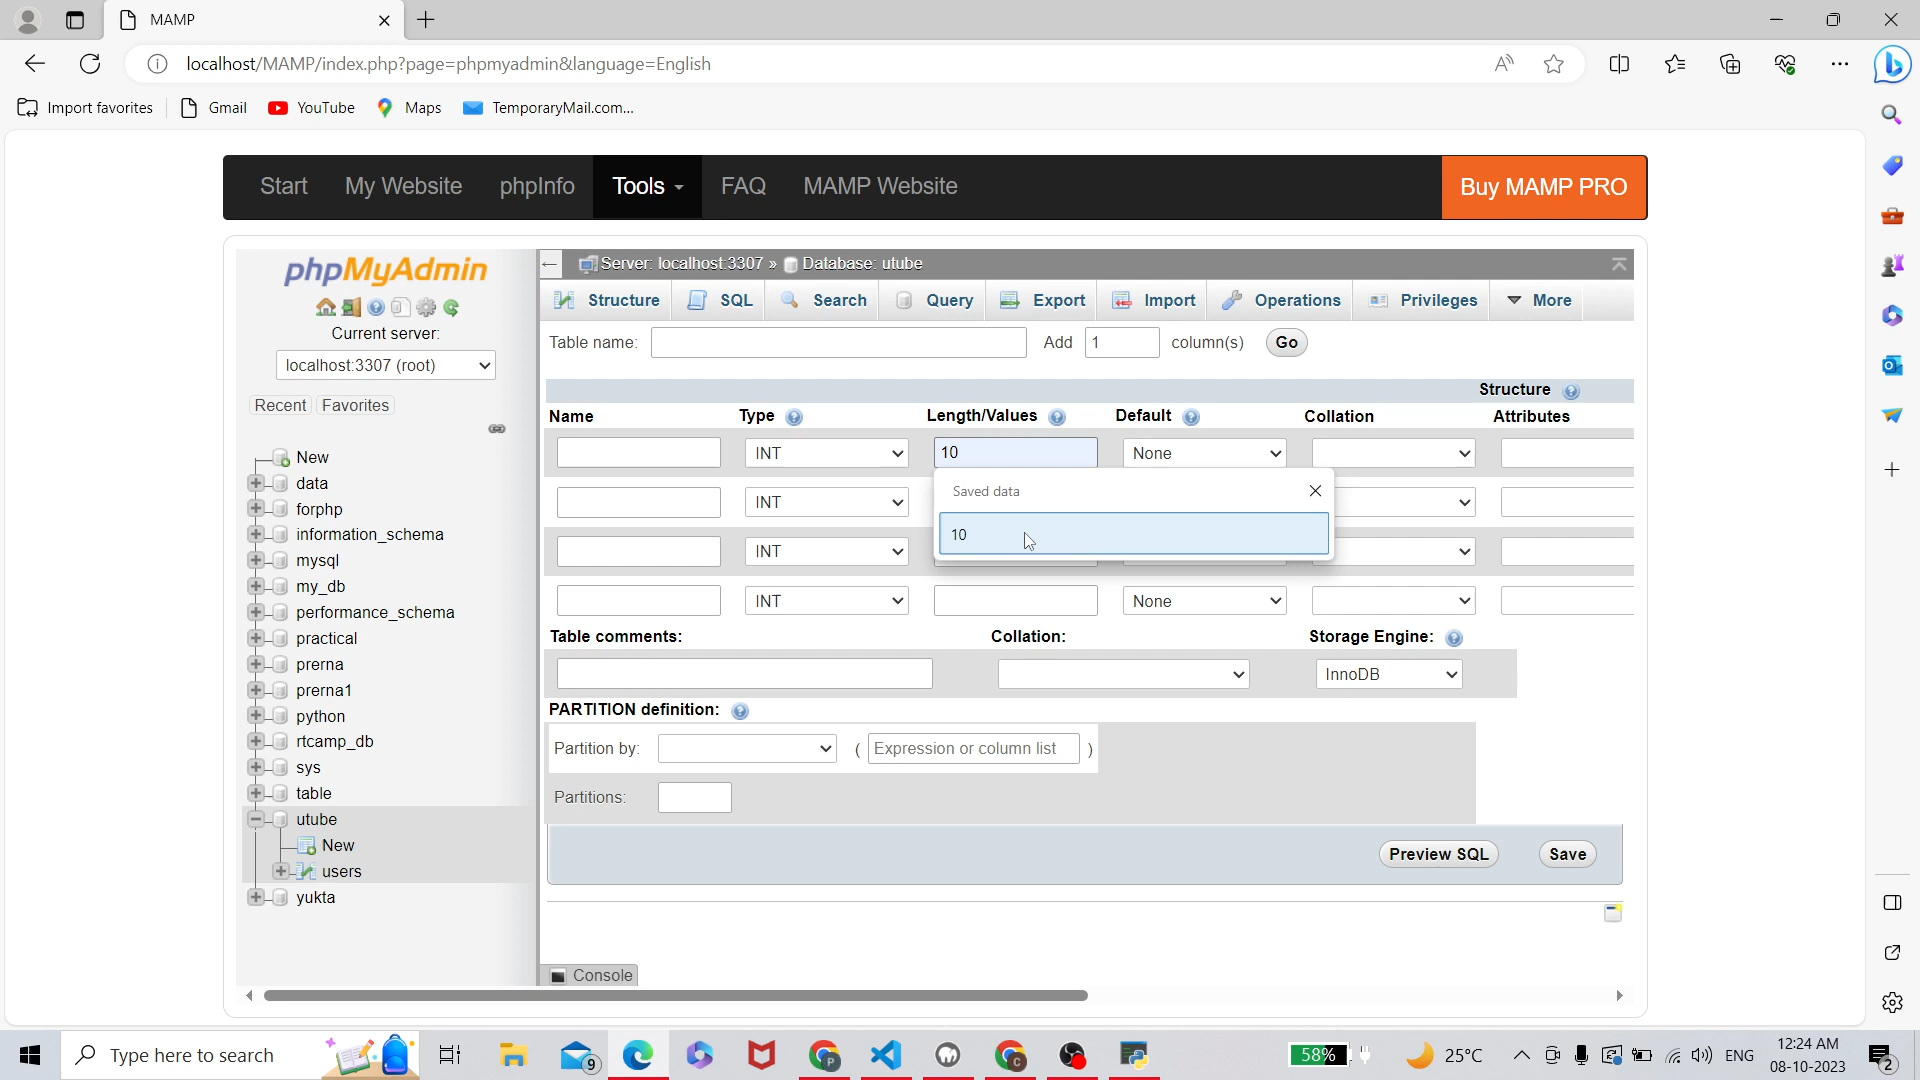 MAMP
localhost/MAMP/index.php?page=phpmyadmin&language=English
Import favorites Gmail YouTube Maps TemporaryMail.com...
Start My Website phpInfo Tools FAQ MAMP Website Buy MAMP PRO
phpMyAdmin
Current server:
localhost:3307 (root)
Recent Favorites
New
data
forphp
information_schema
mysql
my_db
performance_schema
practical
prerna
prerna1
python
rtcamp_db
sys
table
utube
New
users
yukta
Server: localhost:3307 » Database: utube
Structure SQL Search Query Export Import Operations Privileges More
Table name: Add 1 column(s) Go
Structure
Name Type Length/Values Default Collation Attributes
INT 10 None
Saved data
INT
10
INT
INT None
Table comments: Collation: Storage Engine:
InnoDB
PARTITION definition:
Partition by: ( Expression or column list )
Partitions:
Preview SQL Save
Console
Type here to search 9 58% 25°C ENG 12:24 AM
08-10-2023 2